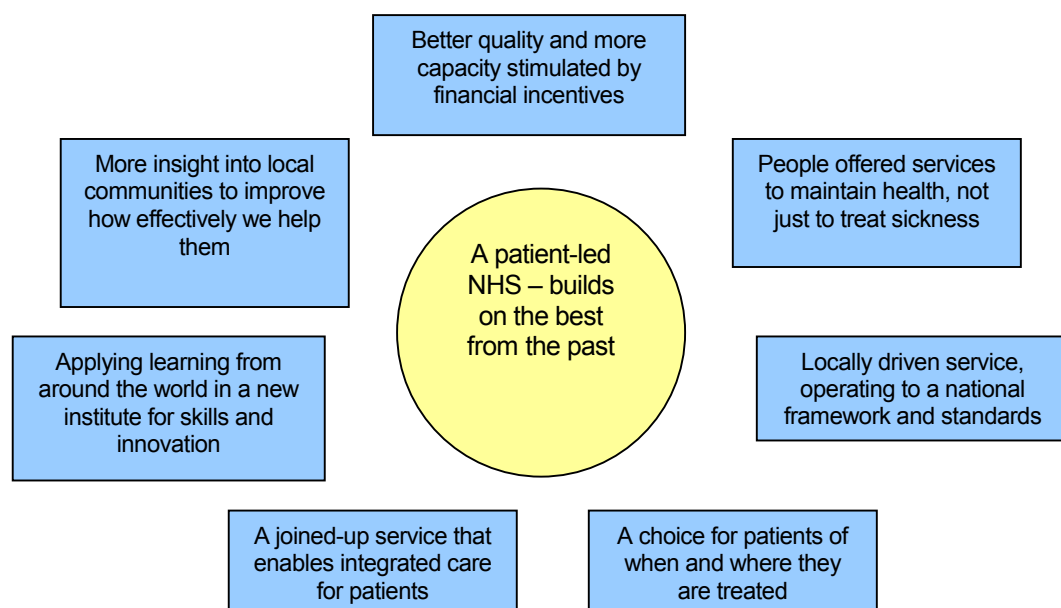 Better quality and more
capacity stimulated by
financial incentives
More insight into local
communities to improve
how effectively we help
them
People offered services
to maintain health, not
just to treat sickness
A patient-led
NHS – builds
on the best
from the past
Applying learning from
around the world in a new
institute for skills and
innovation
Locally driven service,
operating to a national
framework and standards
A joined-up service that
enables integrated care
for patients
A choice for patients of
when and where they
are treated